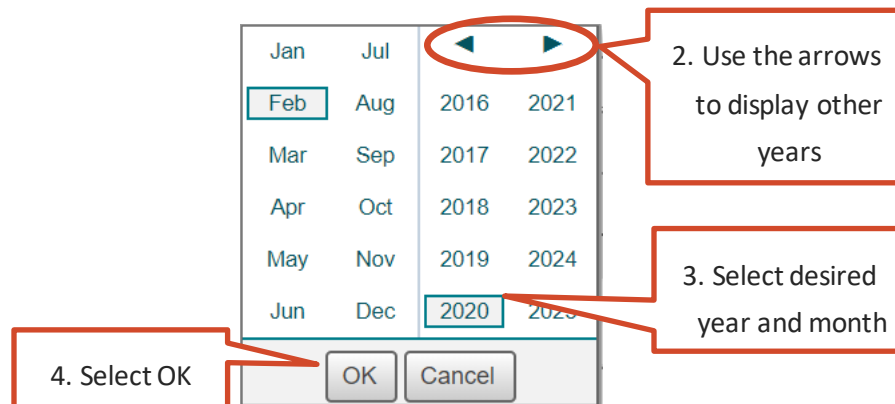 Jan Jul ◀ ▶
Feb Aug 2016 2021
Mar Sep 2017 2022
Apr Oct 2018 2023
May Nov 2019 2024
Jun Dec 2020
OK Cancel
2. Use the arrows
to display other
years
3. Select desired
year and month
4. Select OK